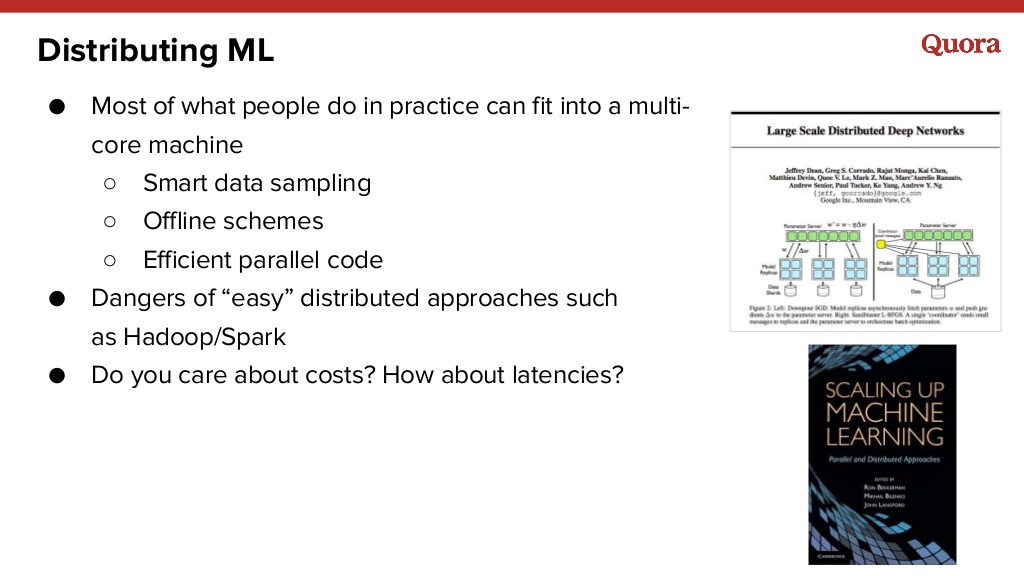 Distributing ML
Quora
● Most of what people do in practice can fit into a multi-
core machine
○ Smart data sampling
○ Offline schemes
○ Efficient parallel code
● Dangers of “easy” distributed approaches such
as Hadoop/Spark
● Do you care about costs? How about latencies?
Large Scale Distributed Deep Networks
Jeffrey Dean, Greg S. Corrado, Rajat Monga, Kai Chen,
Matthieu Devin, Quoc V. Le, Mark Z. Mao, Marc'Aurelio Ranzato,
Andrew Senior, Paul Tucker, Ke Yang, Andrew Y. Ng
{jeff, gcorrado}@google.com
Google Inc., Mountain View, CA
Parameter Server w' = w - ηΔw
Parameter Server
w Δw
Model
Replicas
Data
Shards
Model
Replicas
Data
Figure 2: Left: Downpour SGD. Model replicas asynchronously fetch parameters w and push gra-
dients Δw to the parameter server. Right: Sandblaster L-BFGS. A single 'coordinator' sends small
messages to replicas and the parameter server to orchestrate batch optimization.
SCALING UP
MACHINE
LEARNING
Parallel and Distributed Approaches
EDITED BY
RON BEKKERMAN
MIKHAIL BILENKO
JOHN LANGFORD
CAMBRIDGE